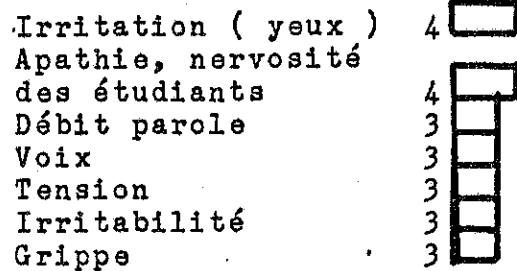 Irritation ( yeux ) 4
Apathie, nervosité
des étudiants 4
Débit parole 3
Voix 3
Tension 3
Irritabilité 3
Grippe 3